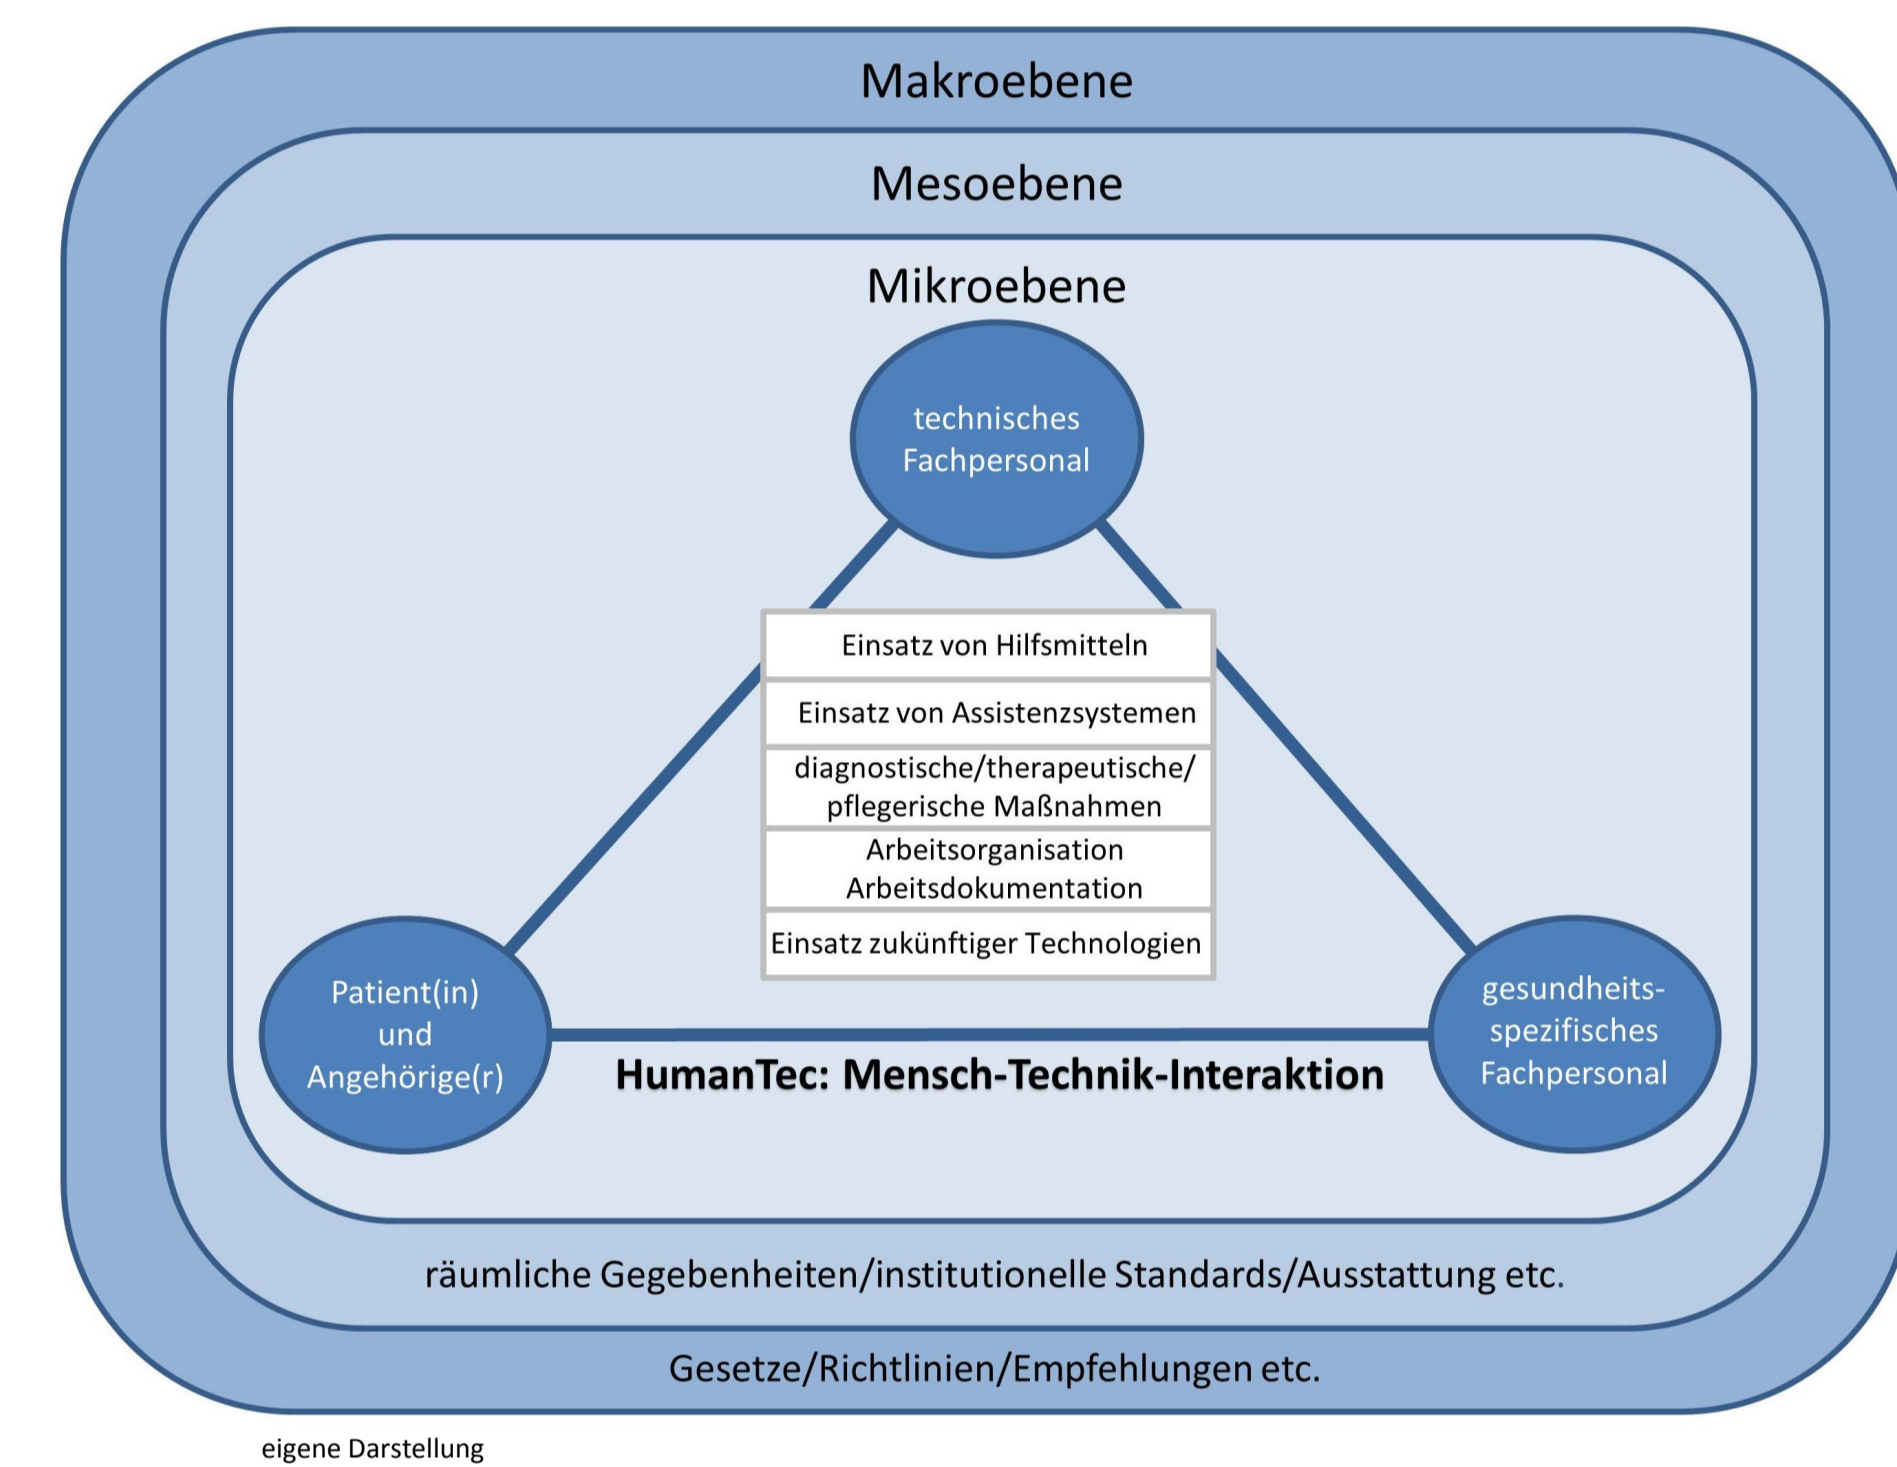 Makroebene
Mesoebene
Mikroebene
technisches
Fachpersonal
Einsatz von Hilfsmitteln
Einsatz von Assistenzsystemen
diagnostische/therapeutische/
pflegerische Maßnahmen
Arbeitsorganisation
Arbeitsdokumentation
Einsatz zukünftiger Technologien
Patient(in)
und
Angehörige(r)
gesundheits-
spezifisches
Fachpersonal
HumanTec: Mensch-Technik-Interaktion
räumliche Gegebenheiten/institutionelle Standards/Ausstattung etc.
Gesetze/Richtlinien/Empfehlungen etc.
eigene Darstellung